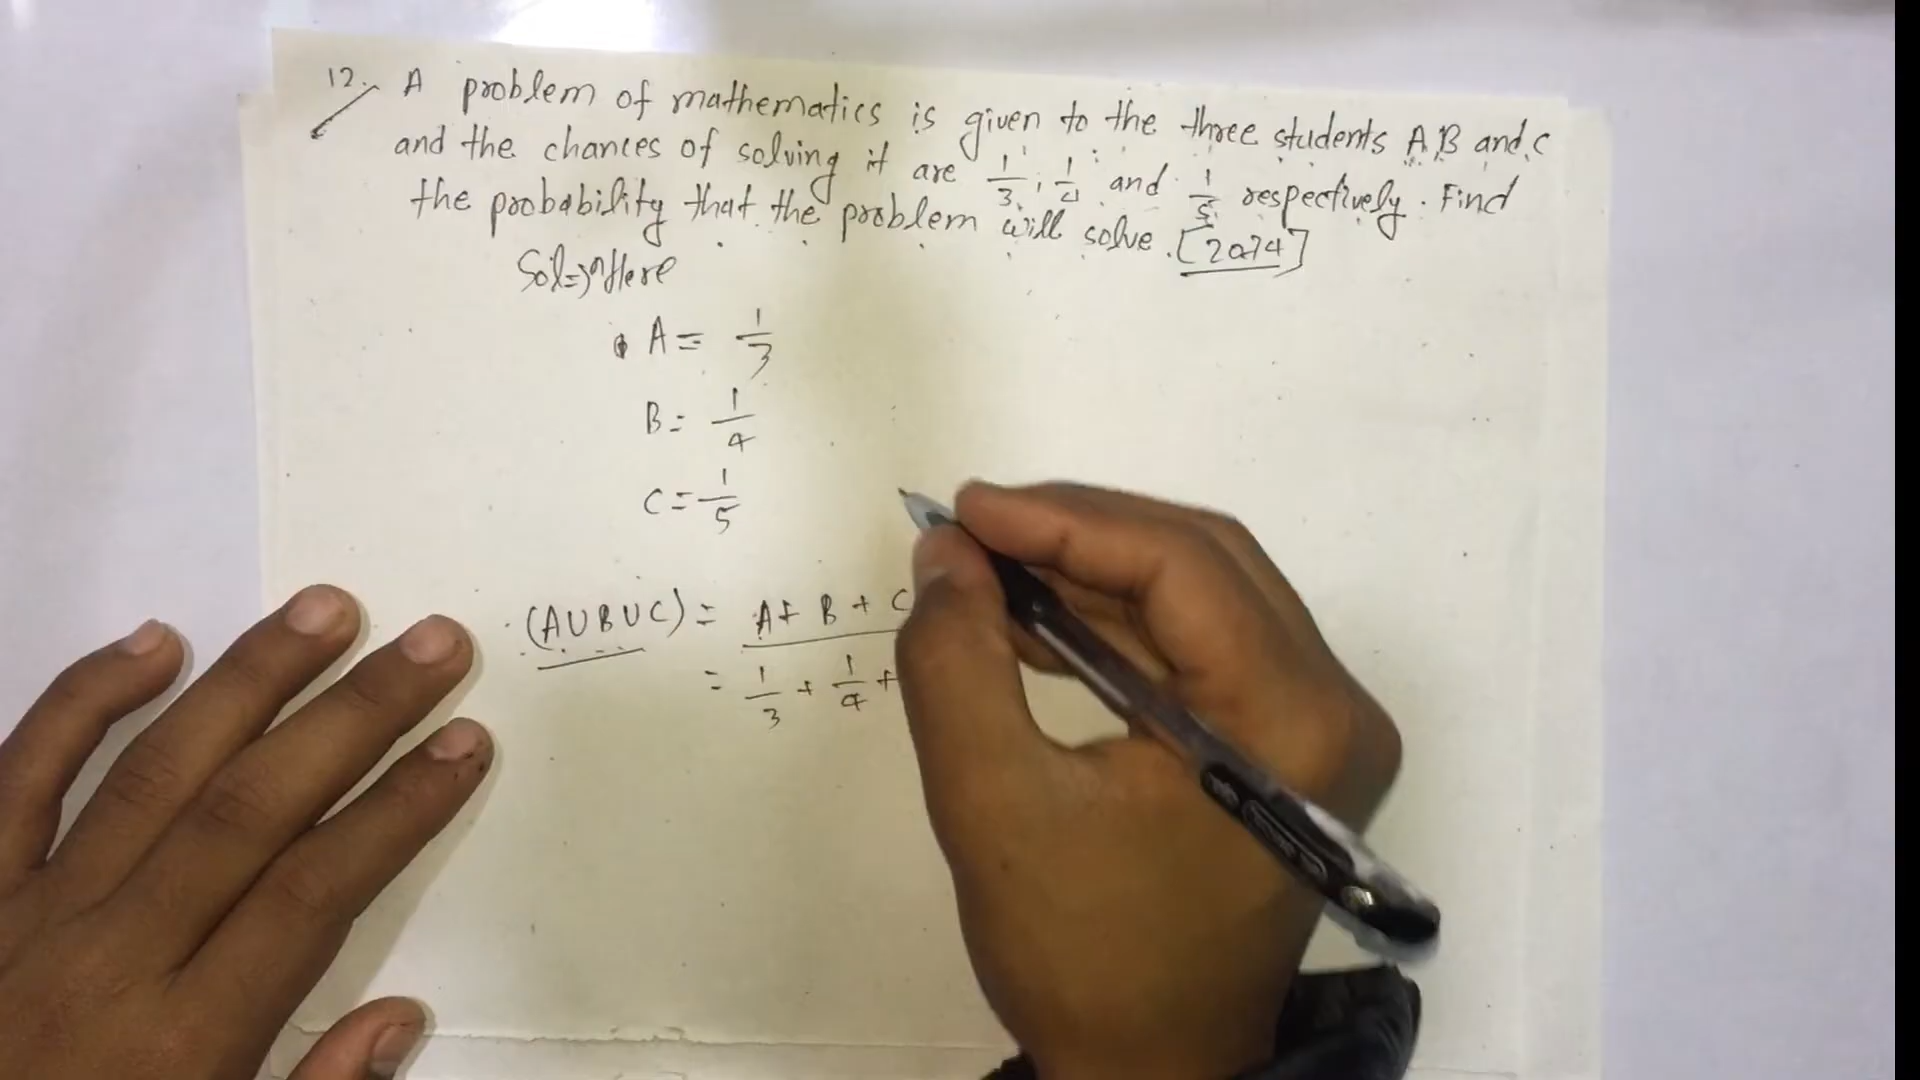 12. A problem of mathematics is given to the three students A, B and C
and the chances of solving it are 1/3, 1/4 and 1/5 respectively. Find
the probability that the problem will solve. [2074]
Here
A = 1/3
B = 1/4
C = 1/5
(A∪B∪C) = A + B + C
= 1/3 + 1/4 +